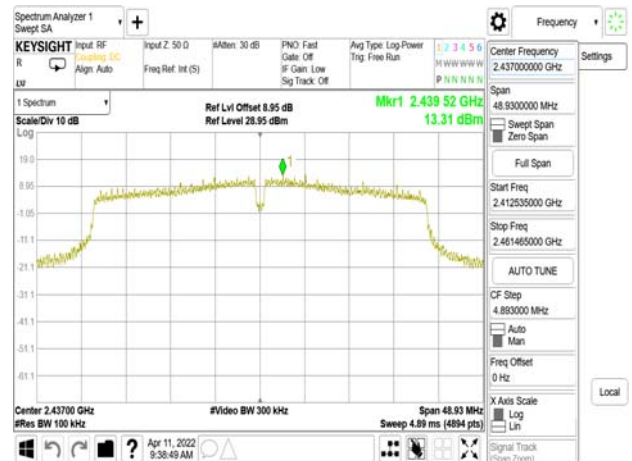 Spectrum Analyzer 1
Swept SA
Frequency
KEYSIGHT
R
Input: RF
Coupling: DC
Align: Auto
Input Z: 50 Ω
Freq Ref: Int (S)
#Atten: 30 dB
PNO: Fast
Gate: Off
IF Gain: Low
Sig Track: Off
Avg Type: Log-Power
Trig: Free Run
1 2 3 4 5 6
M W W W W W
P N N N N N
Center Frequency
2.437000000 GHz
Settings
Span
48.9300000 MHz
Swept Span
Zero Span
Full Span
Start Freq
2.412535000 GHz
Stop Freq
2.461465000 GHz
AUTO TUNE
CF Step
4.893000 MHz
Auto
Man
Freq Offset
0 Hz
X Axis Scale
Log
Lin
Signal Track
(Span Zoom)
Local
1 Spectrum
Scale/Div 10 dB
Log
Ref Lvl Offset 8.95 dB
Ref Level 28.95 dBm
Mkr1 2.439 52 GHz
13.31 dBm
1
19.0
8.95
-1.05
-11.1
-21.1
-31.1
-41.1
-51.1
-61.1
Center 2.43700 GHz
#Res BW 100 kHz
#Video BW 300 kHz
Span 48.93 MHz
Sweep 4.89 ms (4894 pts)
Apr 11, 2022
9:38:49 AM